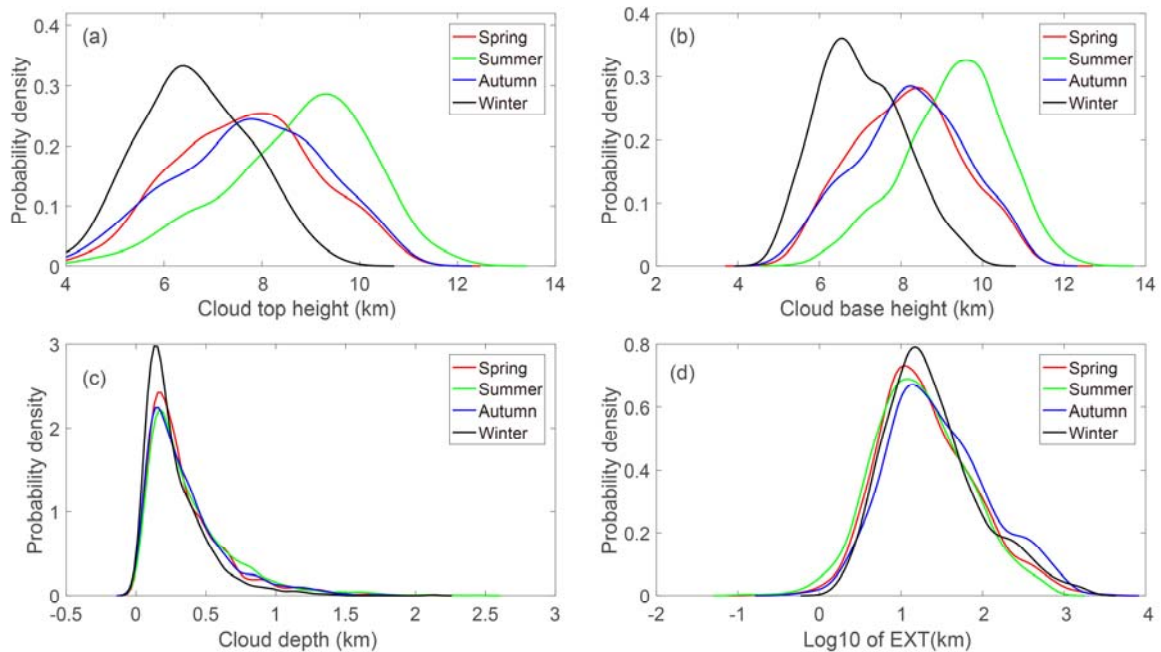 (a)
Spring
Summer
Autumn
Winter
Probability density
0.4
0.3
0.2
0.1
0
4 6 8 10 12 14
Cloud top height (km)
(b)
Spring
Summer
Autumn
Winter
Probability density
0.4
0.3
0.2
0.1
0
2 4 6 8 10 12 14
Cloud base height (km)
(c)
Spring
Summer
Autumn
Winter
Probability density
3
2
1
0
-0.5 0 0.5 1 1.5 2 2.5 3
Cloud depth (km)
(d)
Spring
Summer
Autumn
Winter
Probability density
0.8
0.6
0.4
0.2
0
-2 -1 0 1 2 3 4
Log10 of EXT(km)